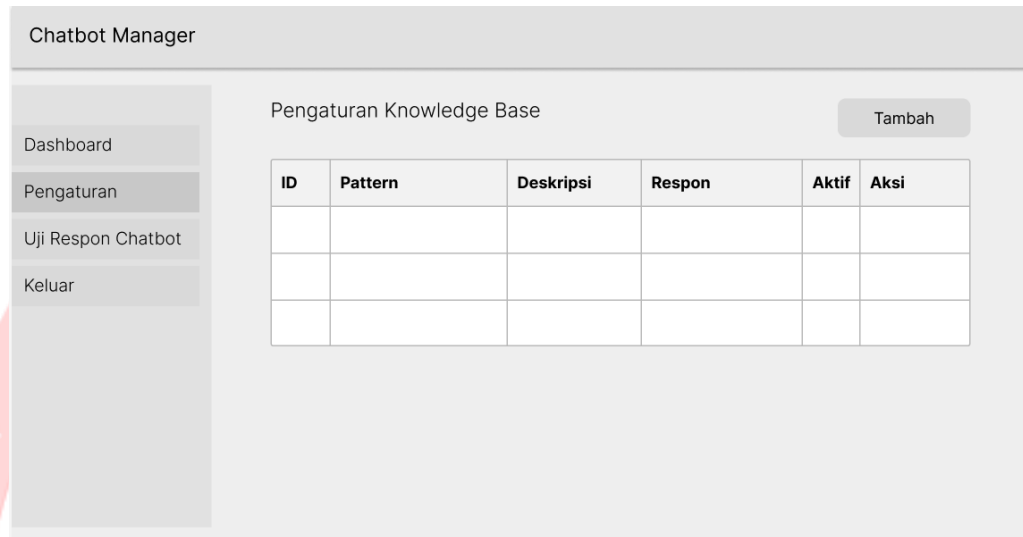 Chatbot Manager
Dashboard
Pengaturan
Uji Respon Chatbot
Keluar
Pengaturan Knowledge Base
Tambah
ID Pattern Deskripsi Respon Aktif Aksi